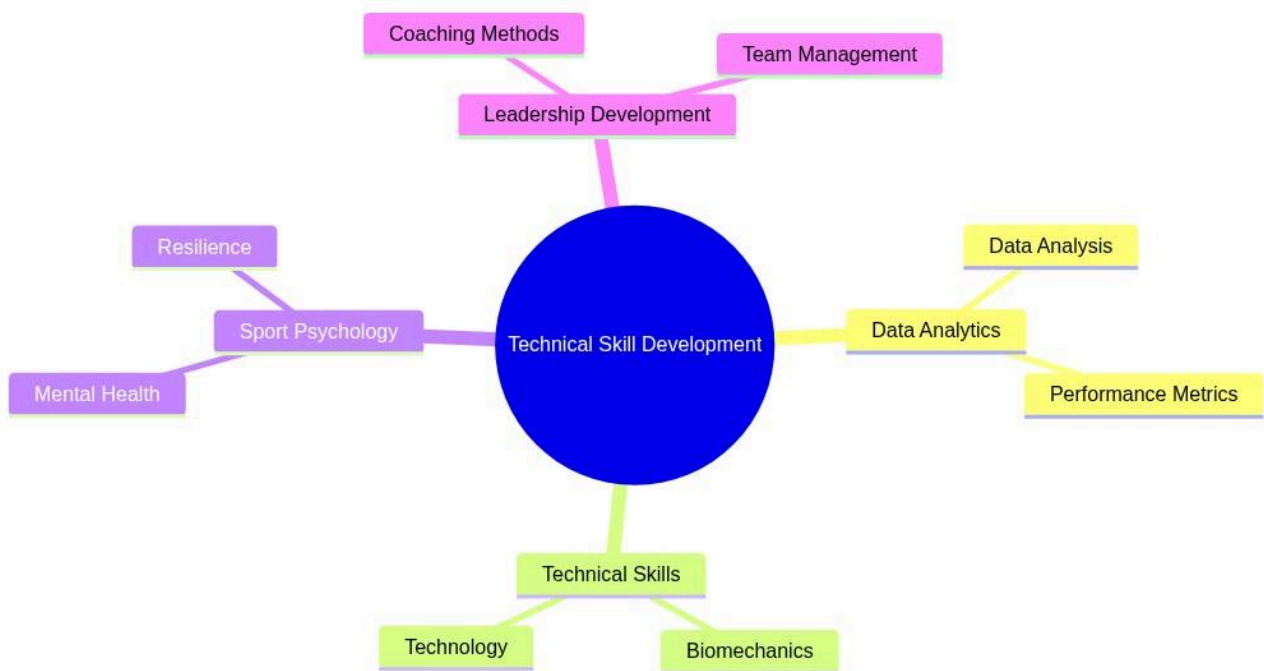 Coaching Methods
Team Management
Leadership Development
Resilience
Sport Psychology
Mental Health
Technical Skill Development
Data Analysis
Data Analytics
Performance Metrics
Technical Skills
Technology
Biomechanics